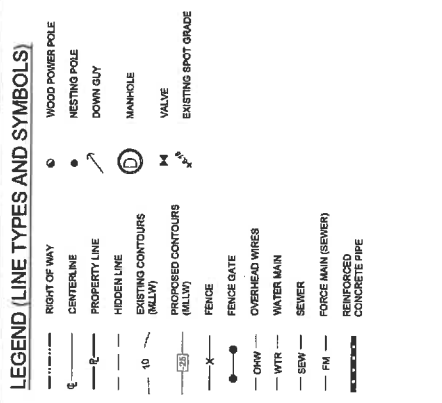 LEGEND (LINE TYPES AND SYMBOLS)
RIGHT OF WAY
CENTERLINE
PROPERTY LINE
HIDDEN LINE
10
EXISTING CONTOURS
(MLLW)
-25
PROPOSED CONTOURS
(MLLW)
X
FENCE
FENCE GATE
OHW
OVERHEAD WIRES
WTR
WATER MAIN
SEW
SEWER
FM
FORCE MAIN (SEWER)
REINFORCED
CONCRETE PIPE
WOOD POWER POLE
NESTING POLE
DOWN GUY
D
MANHOLE
VALVE
EXISTING SPOT GRADE